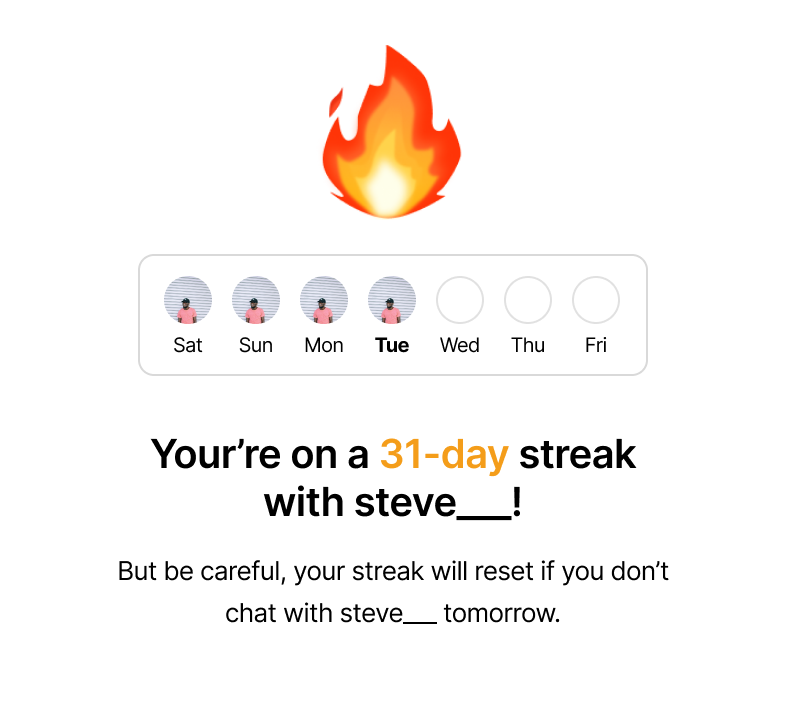 Sat Sun Mon Tue Wed Thu Fri
Your’re on a 31-day streak
with steve___!
But be careful, your streak will reset if you don’t
chat with steve___ tomorrow.